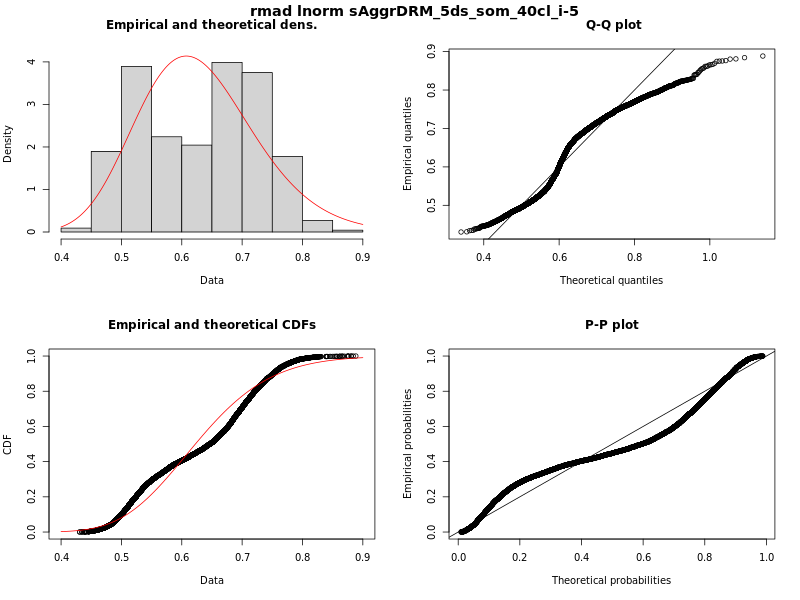 rmad lnorm sAggrDRM_5ds_som_40cl_i-5
Empirical and theoretical dens.
Density
0 1 2 3 4
0.4 0.5 0.6 0.7 0.8 0.9
Data
Q-Q plot
Empirical quantiles
0.5 0.6 0.7 0.8 0.9
0.4 0.6 0.8 1.0
Theoretical quantiles
Empirical and theoretical CDFs
CDF
0.0 0.2 0.4 0.6 0.8 1.0
0.4 0.5 0.6 0.7 0.8 0.9
Data
P-P plot
Empirical probabilities
0.0 0.2 0.4 0.6 0.8 1.0
0.0 0.2 0.4 0.6 0.8 1.0
Theoretical probabilities